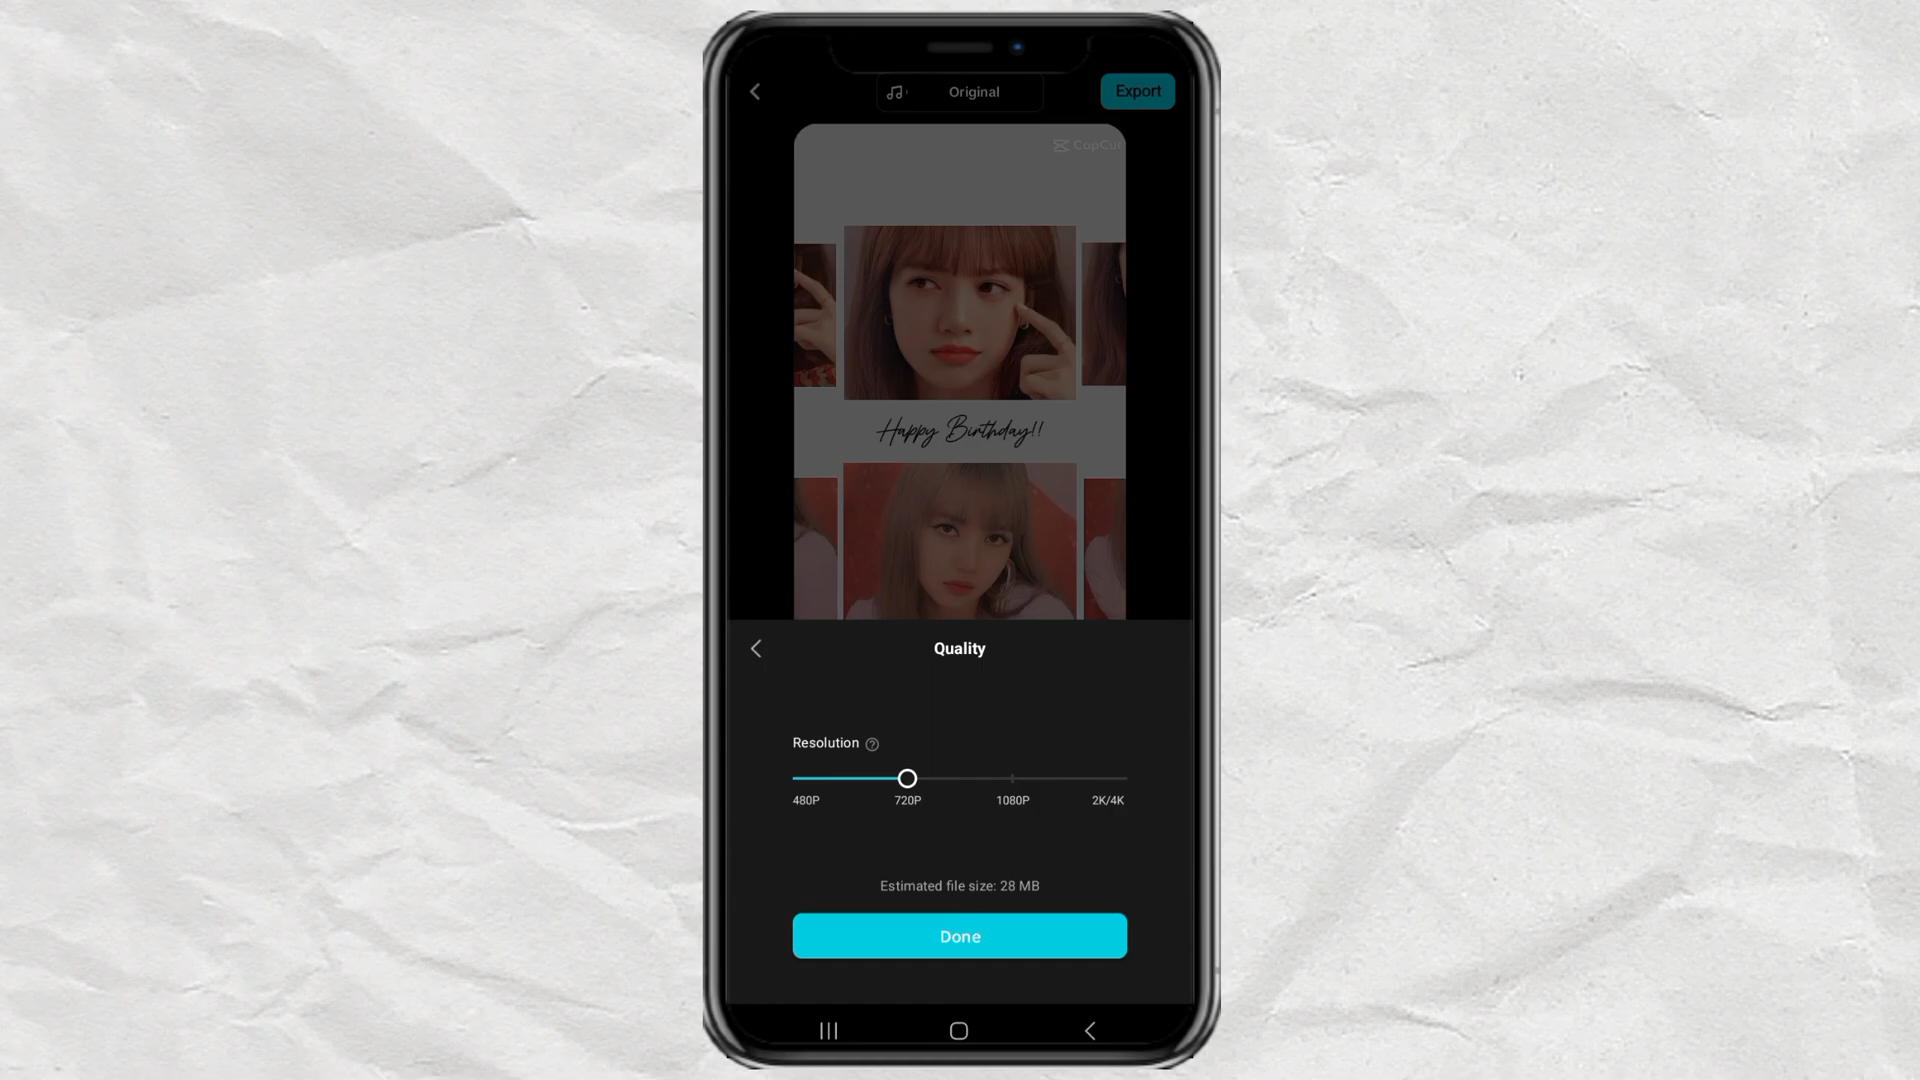 Original
Export
CapCut
Happy Birthday!!
Quality
Resolution
480P 720P 1080P 2K/4K
Estimated file size: 28 MB
Done